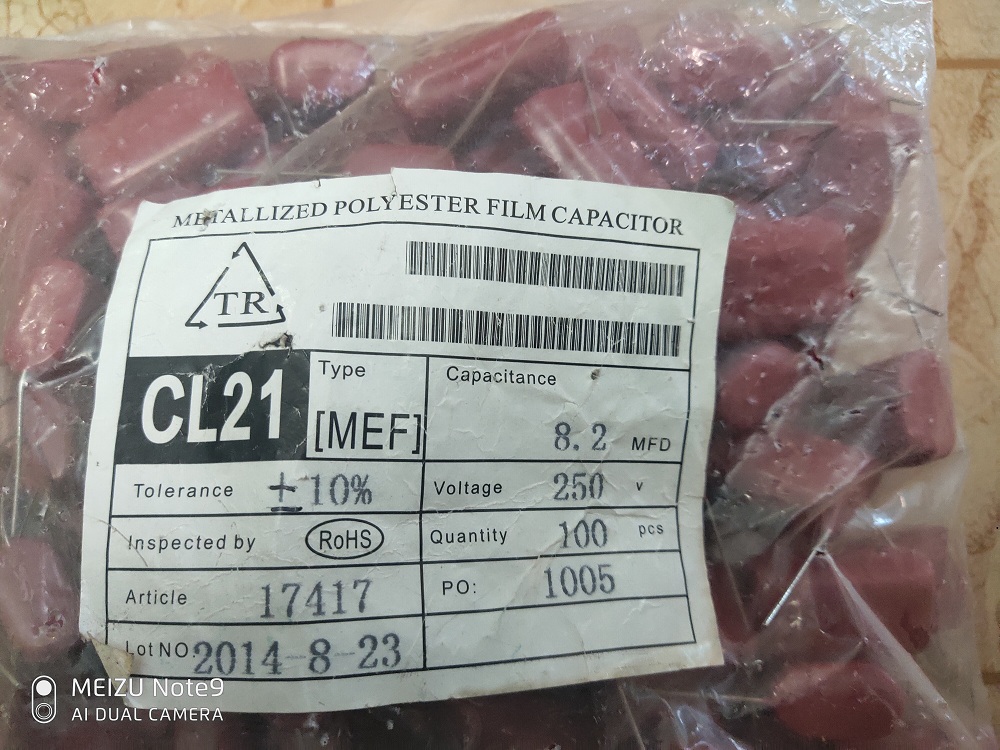 METALLIZED POLYESTER FILM CAPACITOR
TR
CL21
Type
[MEF]
Capacitance
8.2 MFD
Tolerance ±10%
Voltage 250 v
Inspected by RoHS
Quantity 100 pcs
Article 17417
PO: 1005
Lot NO. 2014-8-23
MEIZU Note9
AI DUAL CAMERA